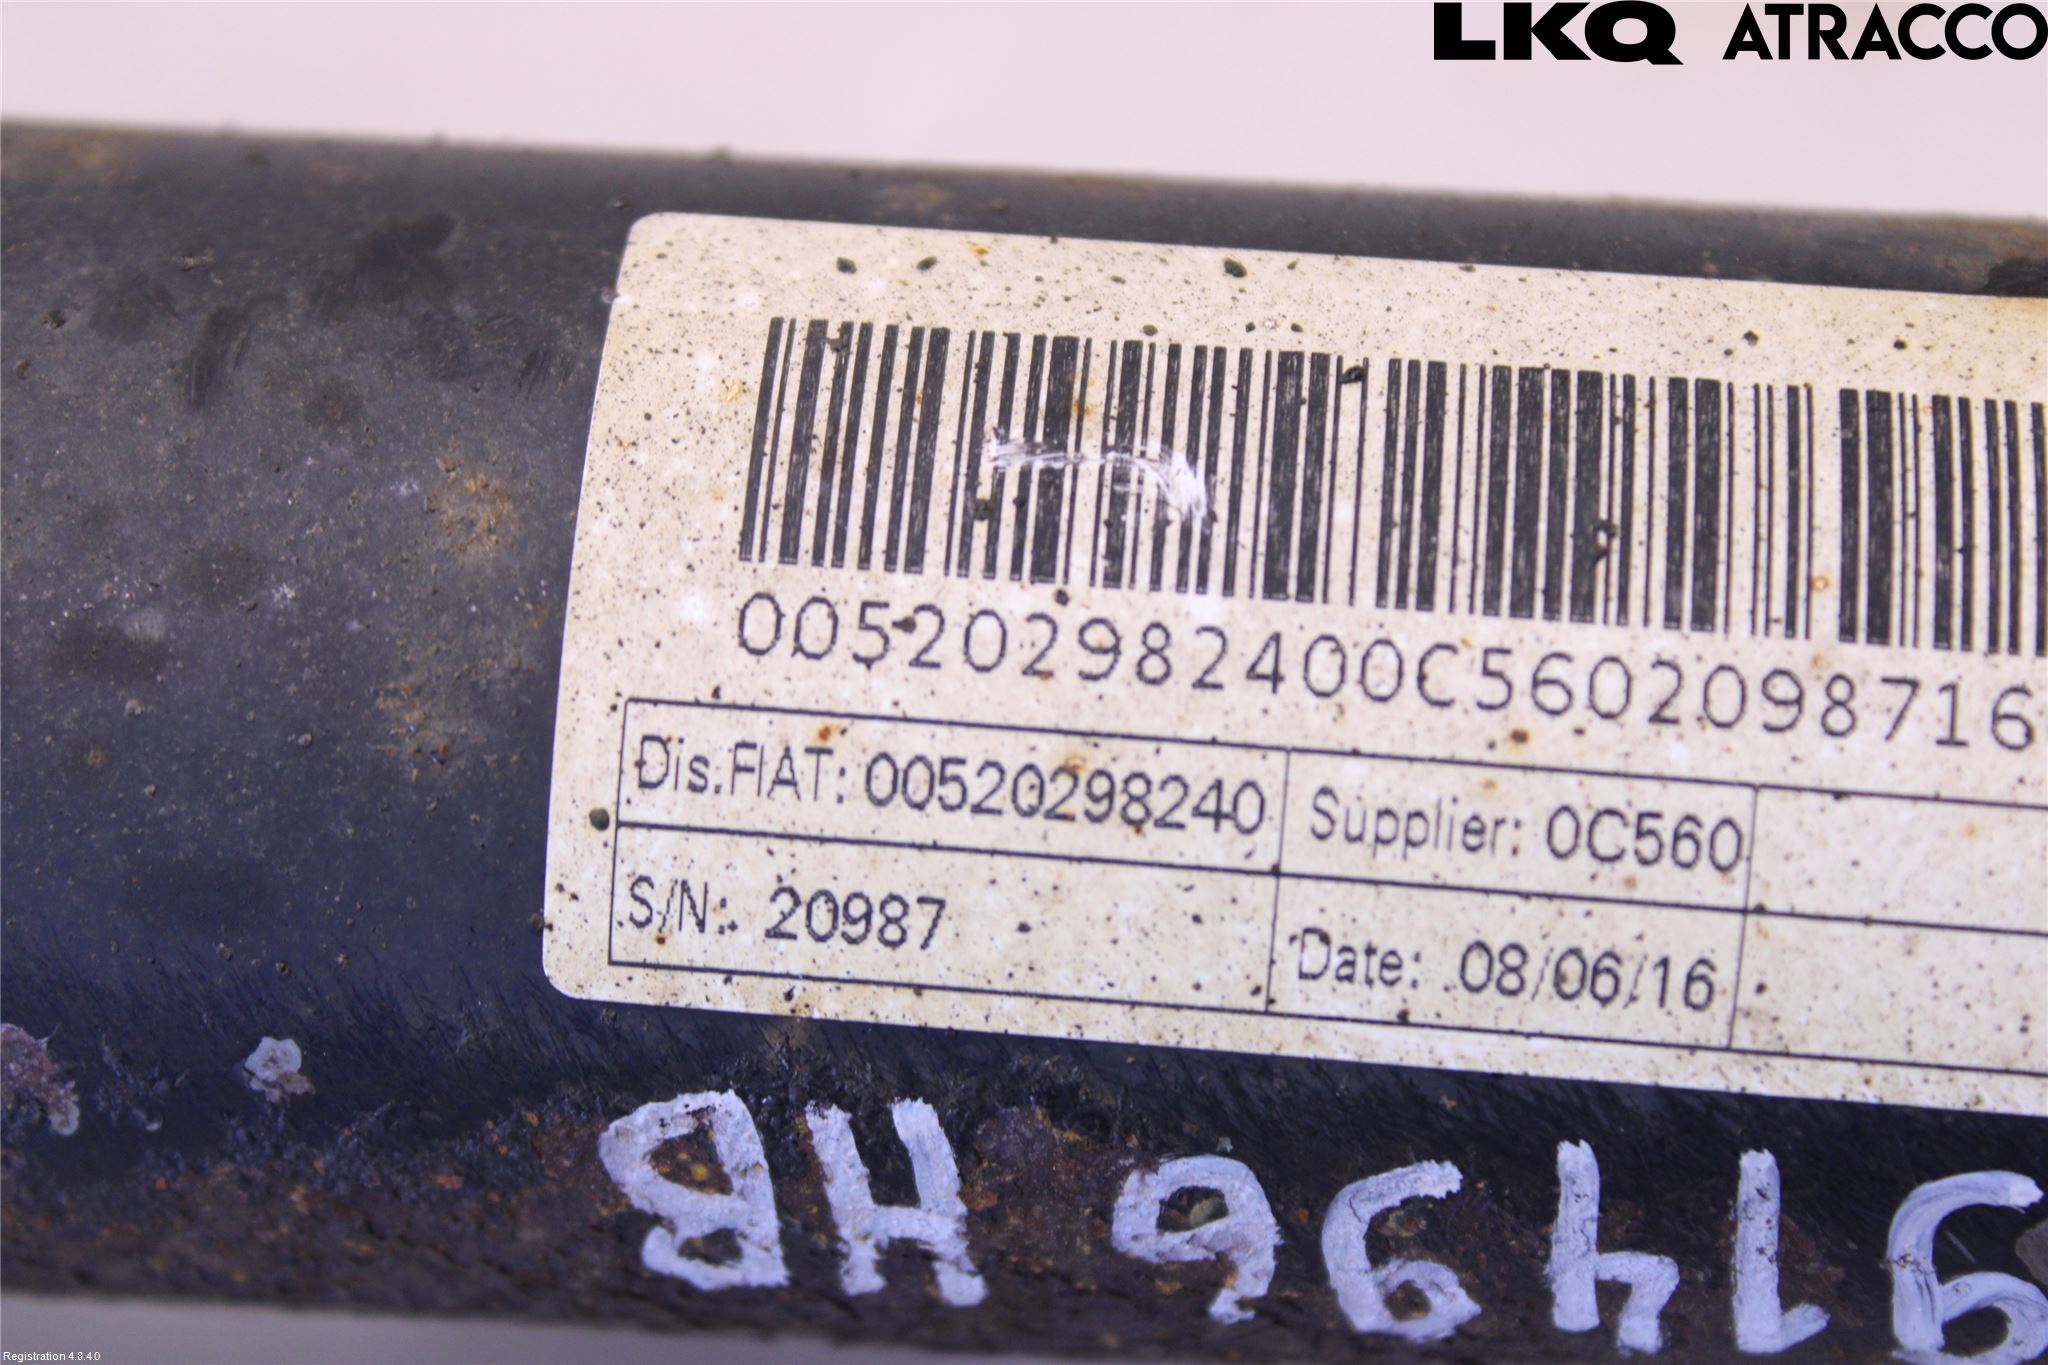 LKQ ATRACCO
005202982400C5602098716
Dis.FIAT: 00520298240 Supplier: 0C560
S/N: 20987 Date: 08/06/16
91496 HB
Registration 4.8.4.0